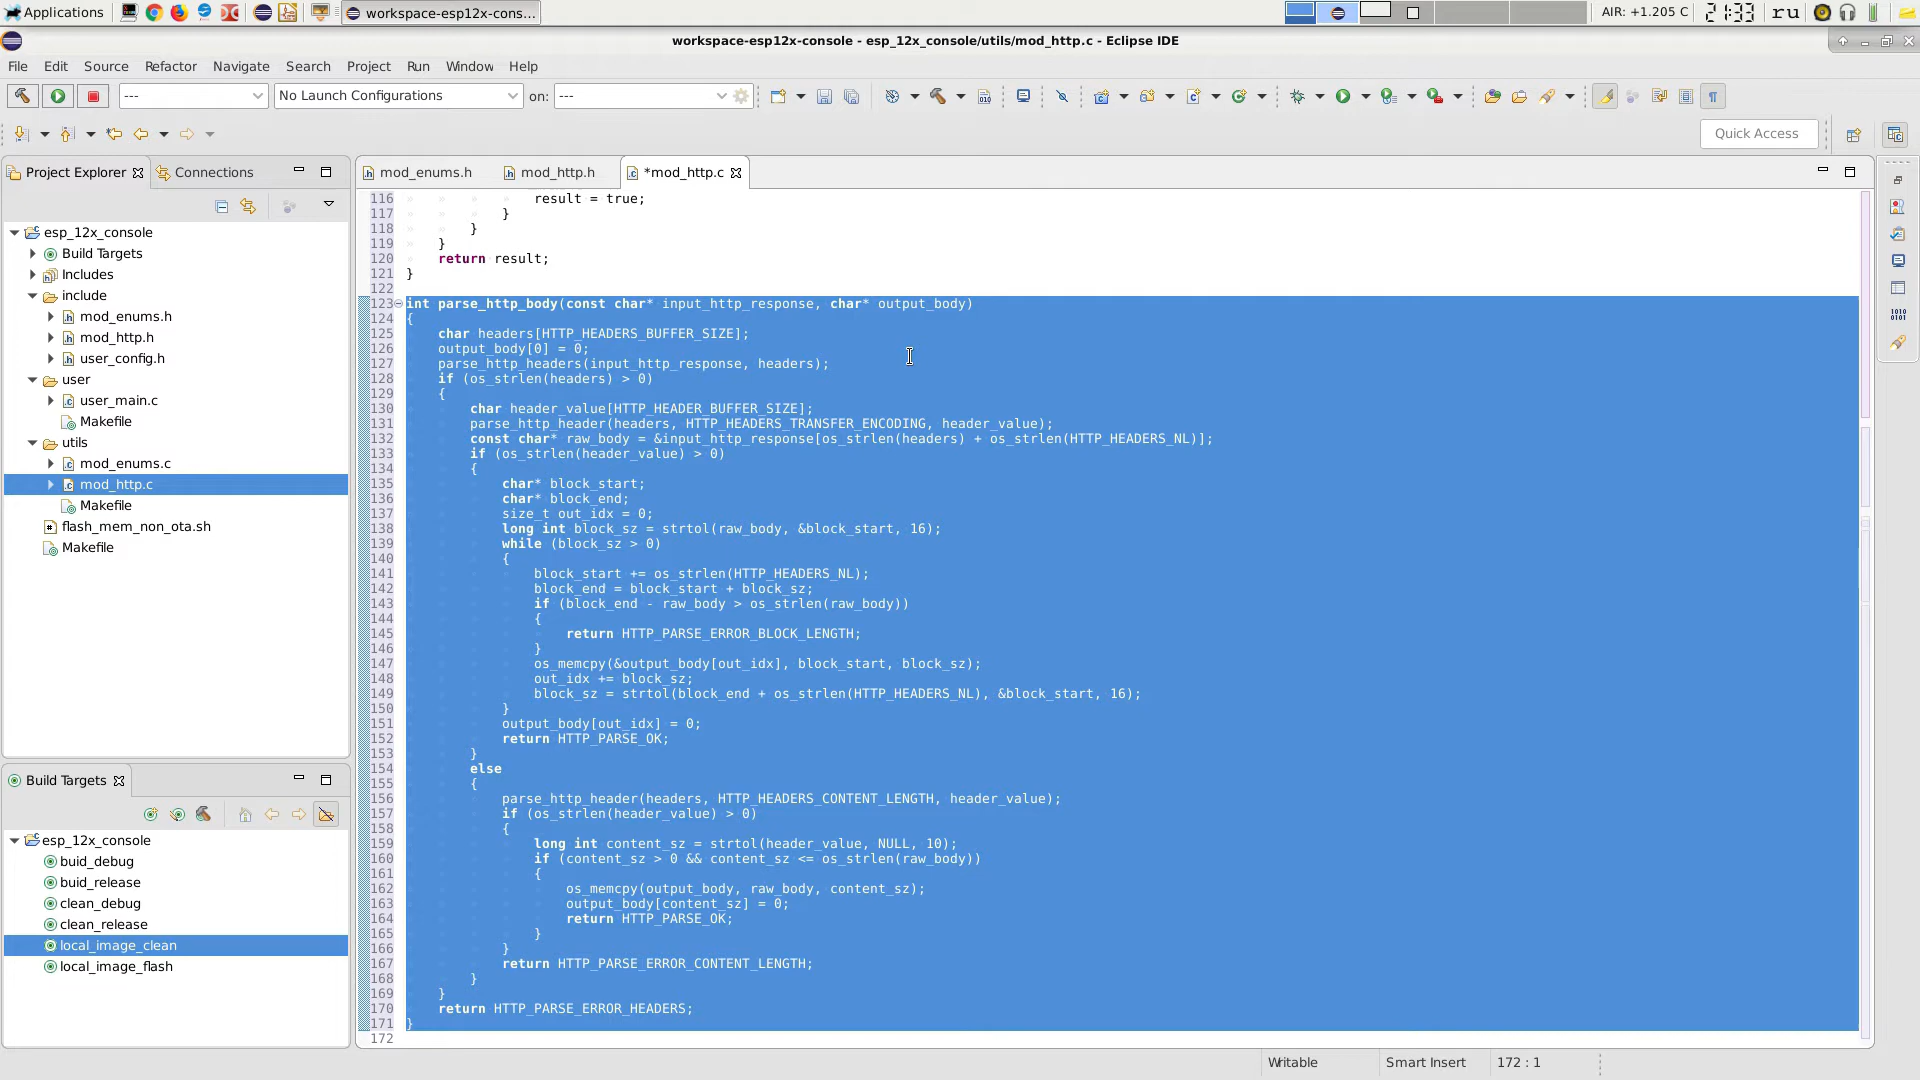 Applications
workspace-esp12x-cons...
AIR: +1.205 C
21:33
ru
workspace-esp12x-console - esp_12x_console/utils/mod_http.c - Eclipse IDE
File Edit Source Refactor Navigate Search Project Run Window Help
--- No Launch Configurations on: ---
Quick Access
Project Explorer Connections
esp_12x_console
Build Targets
Includes
include
mod_enums.h
mod_http.h
user_config.h
user
user_main.c
Makefile
utils
mod_enums.c
mod_http.c
Makefile
flash_mem_non_ota.sh
Makefile
Build Targets
esp_12x_console
buid_debug
buid_release
clean_debug
clean_release
local_image_clean
local_image_flash
mod_enums.h mod_http.h *mod_http.c
116 result = true;
117 }
118 }
119 }
120 return result;
121 }
122
123 int parse_http_body(const char* input_http_response, char* output_body)
124 {
125 char headers[HTTP_HEADERS_BUFFER_SIZE];
126 output_body[0] = 0;
127 parse_http_headers(input_http_response, headers);
128 if (os_strlen(headers) > 0)
129 {
130 char header_value[HTTP_HEADER_BUFFER_SIZE];
131 parse_http_header(headers, HTTP_HEADERS_TRANSFER_ENCODING, header_value);
132 const char* raw_body = &input_http_response[os_strlen(headers) + os_strlen(HTTP_HEADERS_NL)];
133 if (os_strlen(header_value) > 0)
134 {
135 char* block_start;
136 char* block_end;
137 size_t out_idx = 0;
138 long int block_sz = strtol(raw_body, &block_start, 16);
139 while (block_sz > 0)
140 {
141 block_start += os_strlen(HTTP_HEADERS_NL);
142 block_end = block_start + block_sz;
143 if (block_end - raw_body > os_strlen(raw_body))
144 {
145 return HTTP_PARSE_ERROR_BLOCK_LENGTH;
146 }
147 os_memcpy(&output_body[out_idx], block_start, block_sz);
148 out_idx += block_sz;
149 block_sz = strtol(block_end + os_strlen(HTTP_HEADERS_NL), &block_start, 16);
150 }
151 output_body[out_idx] = 0;
152 return HTTP_PARSE_OK;
153 }
154 else
155 {
156 parse_http_header(headers, HTTP_HEADERS_CONTENT_LENGTH, header_value);
157 if (os_strlen(header_value) > 0)
158 {
159 long int content_sz = strtol(header_value, NULL, 10);
160 if (content_sz > 0 && content_sz <= os_strlen(raw_body))
161 {
162 os_memcpy(output_body, raw_body, content_sz);
163 output_body[content_sz] = 0;
164 return HTTP_PARSE_OK;
165 }
166 }
167 return HTTP_PARSE_ERROR_CONTENT_LENGTH;
168 }
169 }
170 return HTTP_PARSE_ERROR_HEADERS;
171 }
172
Writable Smart Insert 172 : 1